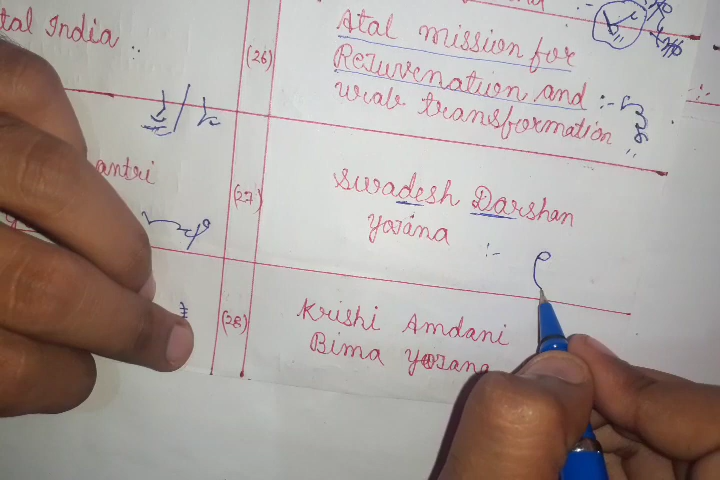 tal India ..
(26) Atal mission for
Rejuvenation and :-
urab transformation
antri
(27) Swadesh Darshan
Yojana :-
(28) Krishi Amdani
Bima Yojana